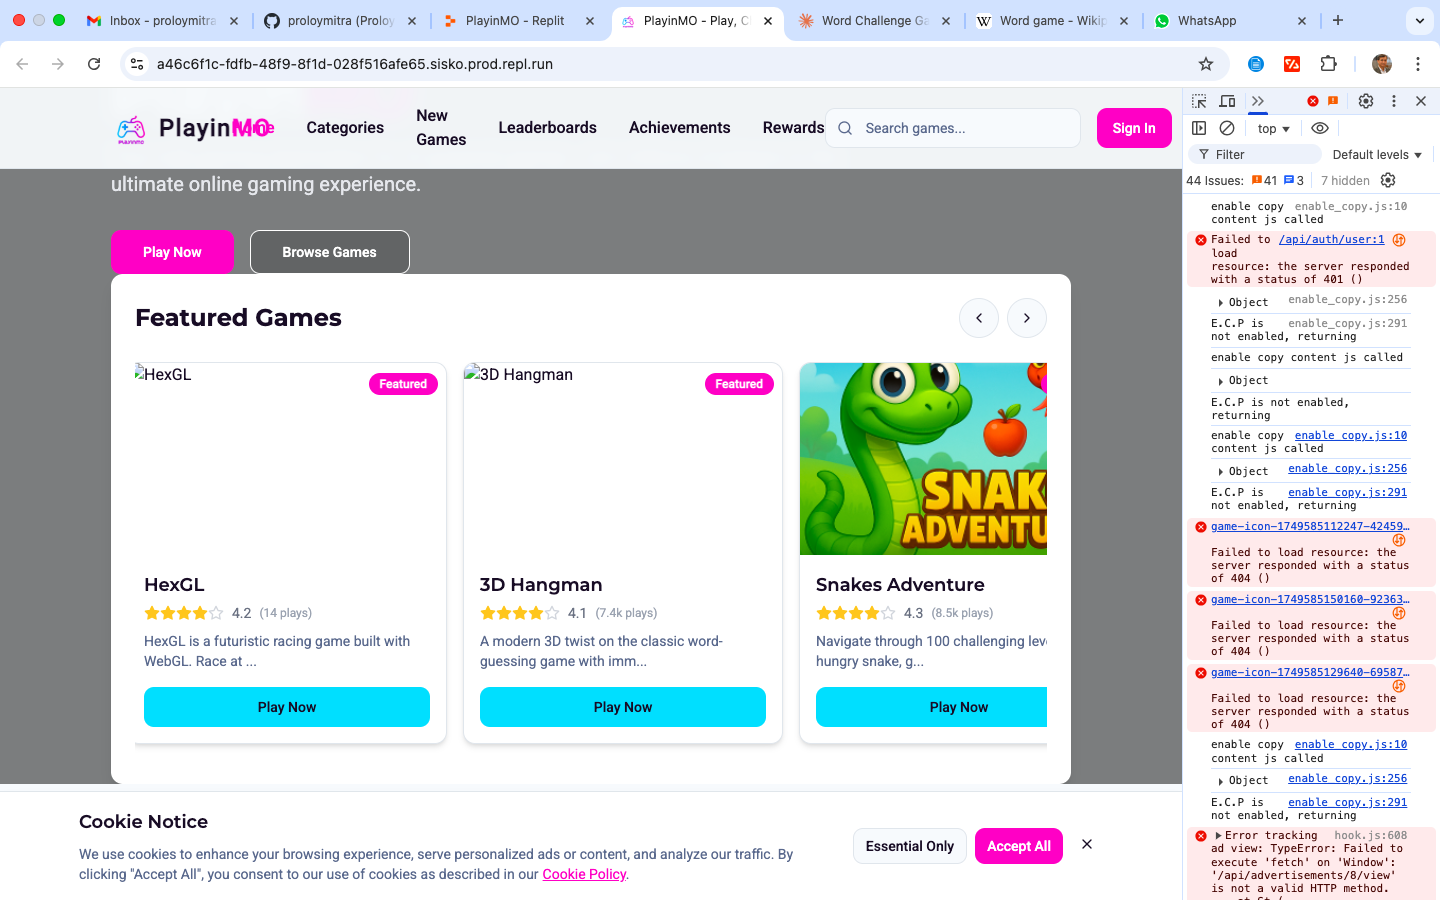 Inbox - proloymitra
proloymitra (Proloy
PlayinMO - Replit
PlayinMO - Play, C
Word Challenge Ga
Word game - Wikip
WhatsApp
a46c6f1c-fdfb-48f9-8f1d-028f516afe65.sisko.prod.repl.run
PlayinMO
PlayinMO
Home
Categories
New
Games
Leaderboards
Achievements
Rewards
Search games...
Sign In
ultimate online gaming experience.
Play Now
Browse Games
Featured Games
HexGL
Featured
3D Hangman
Featured
SNAK
ADVENTU
HexGL
4.2 (14 plays)
HexGL is a futuristic racing game built with
WebGL. Race at ...
Play Now
3D Hangman
4.1 (7.4k plays)
A modern 3D twist on the classic word-
guessing game with imm...
Play Now
Snakes Adventure
4.3 (8.5k plays)
Navigate through 100 challenging leve
hungry snake, g...
Play Now
Cookie Notice
We use cookies to enhance your browsing experience, serve personalized ads or content, and analyze our traffic. By
clicking "Accept All", you consent to our use of cookies as described in our Cookie Policy.
Essential Only
Accept All
top
Filter
Default levels
44 Issues: 41 3 7 hidden
enable copy enable_copy.js:10
content js called
Failed to /api/auth/user:1
load
resource: the server responded
with a status of 401 ()
Object enable_copy.js:256
E.C.P is enable_copy.js:291
not enabled, returning
enable copy content js called
Object
E.C.P is not enabled,
returning
enable copy enable_copy.js:10
content js called
Object enable_copy.js:256
E.C.P is enable_copy.js:291
not enabled, returning
game-icon-1749585112247-42459…
Failed to load resource: the
server responded with a status
of 404 ()
game-icon-1749585150160-92363…
Failed to load resource: the
server responded with a status
of 404 ()
game-icon-1749585129640-69587…
Failed to load resource: the
server responded with a status
of 404 ()
enable copy enable_copy.js:10
content js called
Object enable_copy.js:256
E.C.P is enable_copy.js:291
not enabled, returning
Error tracking hook.js:608
ad view: TypeError: Failed to
execute 'fetch' on 'Window':
'/api/advertisements/8/view'
is not a valid HTTP method.